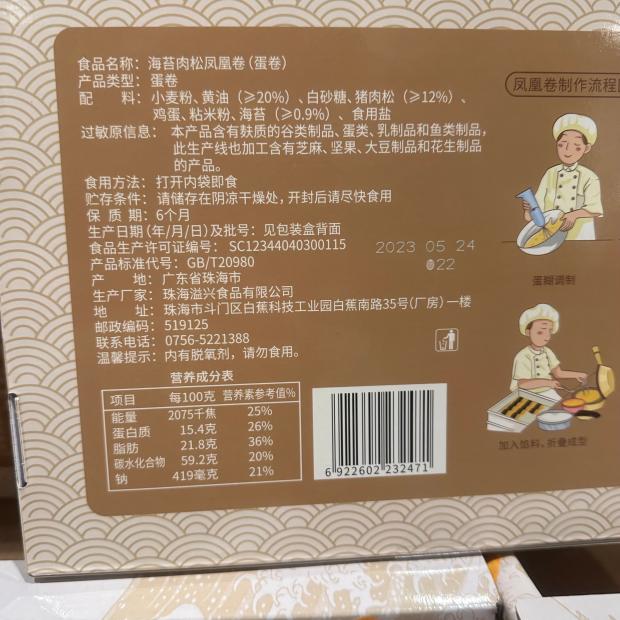 食品名称：海苔肉松凤凰卷（蛋卷）
产品类型：蛋卷
配 料：小麦粉、黄油（≥20%）、白砂糖、猪肉松（≥12%）、
鸡蛋、粘米粉、海苔（≥0.9%）、食用盐
过敏原信息：本产品含有麸质的谷类制品、蛋类、乳制品和鱼类制品，
此生产线也加工含有芝麻、坚果、大豆制品和花生制品
的产品。
食用方法：打开内袋即食
贮存条件：请储存在阴凉干燥处，开封后请尽快食用
保 质 期：6个月
生产日期（年/月/日）及批号：见包装盒背面
食品生产许可证编号：SC12344040300115
产品标准代号：GB/T20980
产 地：广东省珠海市
生产厂家：珠海溢兴食品有限公司
地 址：珠海市斗门区白蕉科技工业园白蕉南路35号（厂房）一楼
邮政编码：519125
联系电话：0756-5221388
温馨提示：内有脱氧剂，请勿食用。
2023 05 24
022
营养成分表
项目 每100克 营养素参考值%
能量 2075千焦 25%
蛋白质 15.4克 26%
脂肪 21.8克 36%
碳水化合物 59.2克 20%
钠 419毫克 21%
6 922602 232471
凤凰卷制作流程
蛋糊调制
加入馅料、折叠成型